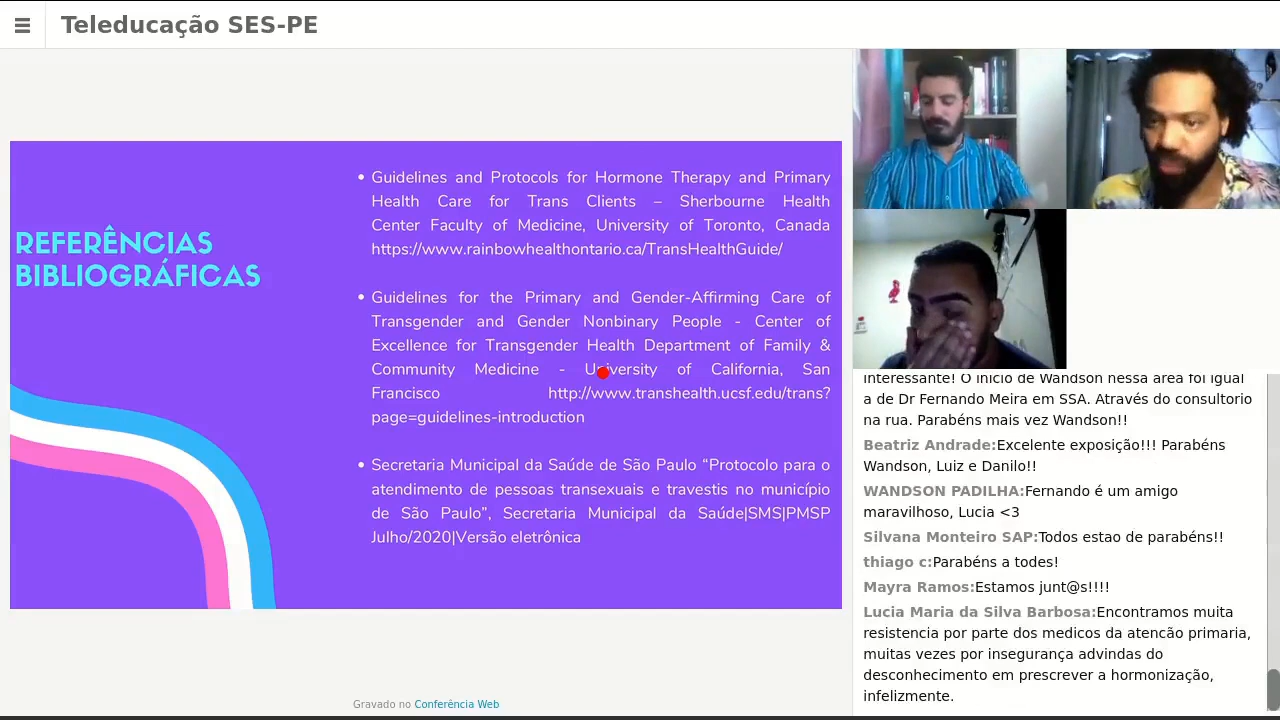 Teleducação SES-PE
REFERÊNCIAS
BIBLIOGRÁFICAS
• Guidelines and Protocols for Hormone Therapy and Primary
Health Care for Trans Clients – Sherbourne Health
Center Faculty of Medicine, University of Toronto, Canada
https://www.rainbowhealthontario.ca/TransHealthGuide/
• Guidelines for the Primary and Gender-Affirming Care of
Transgender and Gender Nonbinary People - Center of
Excellence for Transgender Health Department of Family &
Community Medicine - University of California, San
Francisco http://www.transhealth.ucsf.edu/trans?
page=guidelines-introduction
• Secretaria Municipal da Saúde de São Paulo “Protocolo para o
atendimento de pessoas transexuais e travestis no município
de São Paulo”, Secretaria Municipal da Saúde|SMS|PMSP
Julho/2020|Versão eletrônica
Gravado no Conferência Web
interessante! O inicio de Wandson nessa area foi igual
a de Dr Fernando Meira em SSA. Através do consultorio
na rua. Parabéns mais vez Wandson!!
Beatriz Andrade:Excelente exposição!!! Parabéns
Wandson, Luiz e Danilo!!
WANDSON PADILHA:Fernando é um amigo
maravilhoso, Lucia <3
Silvana Monteiro SAP:Todos estao de parabéns!!
thiago c:Parabéns a todes!
Mayra Ramos:Estamos junt@s!!!!
Lucia Maria da Silva Barbosa:Encontramos muita
resistencia por parte dos medicos da atencão primaria,
muitas vezes por insegurança advindas do
desconhecimento em prescrever a hormonização,
infelizmente.